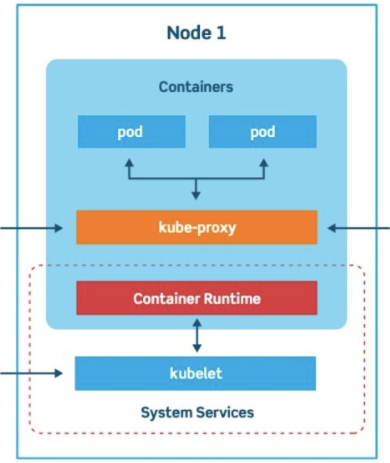 Node 1
Containers
pod
pod
kube-proxy
Container Runtime
kubelet
System Services